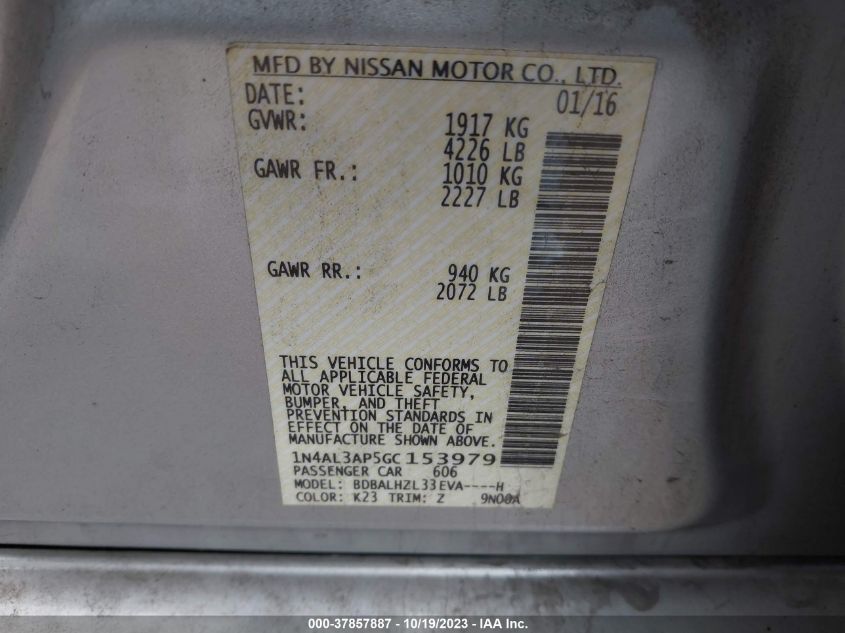 MFD BY NISSAN MOTOR CO., LTD.
DATE: 01/16
GVWR: 1917 KG
4226 LB
GAWR FR.: 1010 KG
2227 LB
GAWR RR.: 940 KG
2072 LB
THIS VEHICLE CONFORMS TO
ALL APPLICABLE FEDERAL
MOTOR VEHICLE SAFETY,
BUMPER, AND THEFT
PREVENTION STANDARDS IN
EFFECT ON THE DATE OF
MANUFACTURE SHOWN ABOVE.
1N4AL3AP5GC153979
PASSENGER CAR 606
MODEL: BDBALHZL33EVA----H
COLOR: K23 TRIM: Z 9N00A
000-37857887 - 10/19/2023 - IAA Inc.